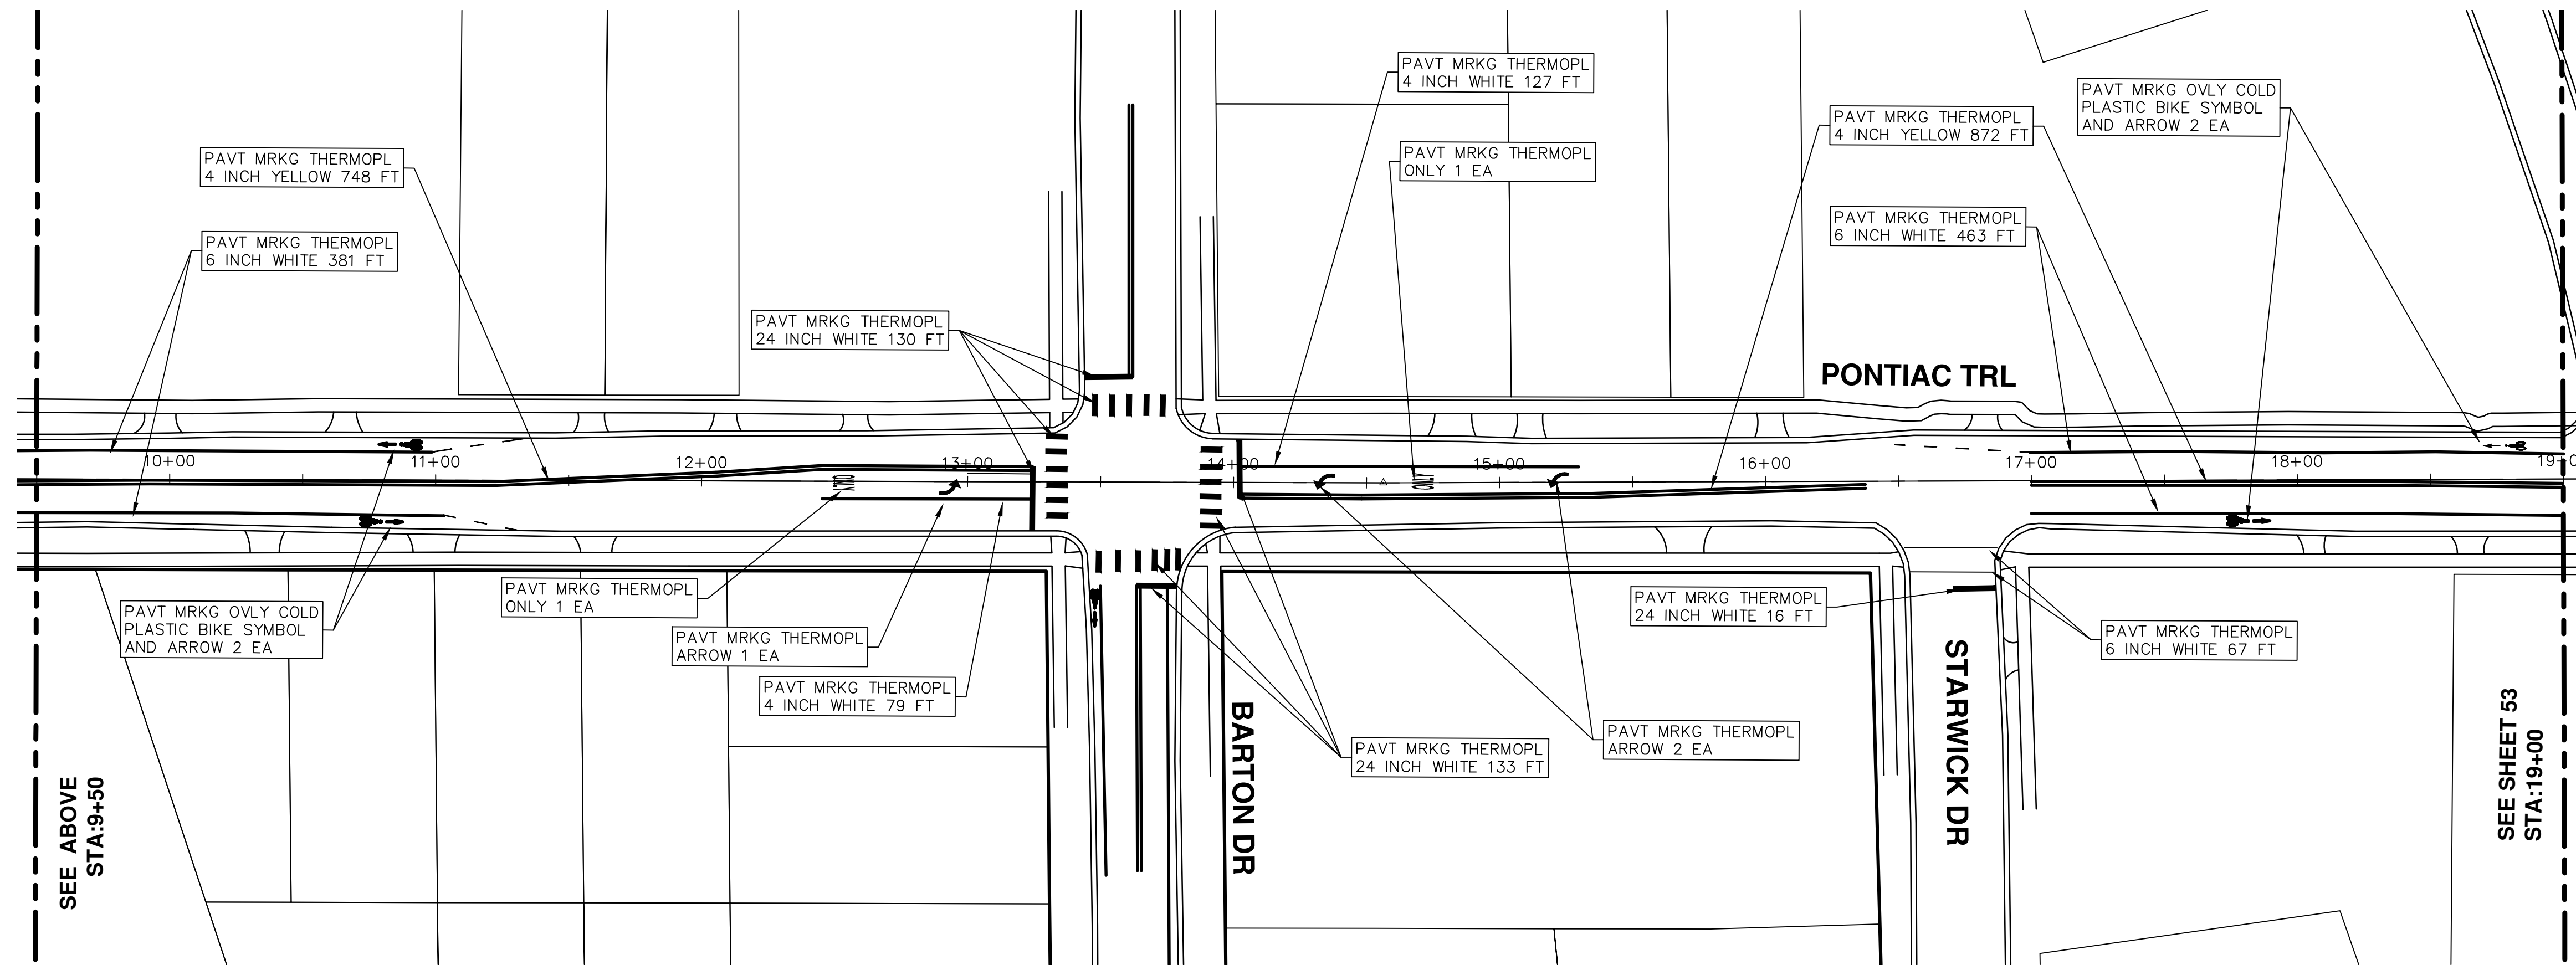 PAVT MRKG THERMOPL
4 INCH WHITE 127 FT
PAVT MRKG OVLY COLD
PLASTIC BIKE SYMBOL
AND ARROW 2 EA
PAVT MRKG THERMOPL
4 INCH YELLOW 872 FT
PAVT MRKG THERMOPL
4 INCH YELLOW 748 FT
PAVT MRKG THERMOPL
ONLY 1 EA
PAVT MRKG THERMOPL
6 INCH WHITE 463 FT
PAVT MRKG THERMOPL
6 INCH WHITE 381 FT
PAVT MRKG THERMOPL
24 INCH WHITE 130 FT
PONTIAC TRL
10+00
11+00
12+00
13+00
14+00
15+00
16+00
17+00
18+00
ONLY
ONLY
PAVT MRKG THERMOPL
ONLY 1 EA
PAVT MRKG OVLY COLD
PLASTIC BIKE SYMBOL
AND ARROW 2 EA
PAVT MRKG THERMOPL
ARROW 1 EA
PAVT MRKG THERMOPL
4 INCH WHITE 79 FT
PAVT MRKG THERMOPL
24 INCH WHITE 16 FT
PAVT MRKG THERMOPL
6 INCH WHITE 67 FT
PAVT MRKG THERMOPL
ARROW 2 EA
PAVT MRKG THERMOPL
24 INCH WHITE 133 FT
BARTON DR
STARWICK DR
SEE ABOVE
STA:9+50
SEE SHEET 53
STA:19+00